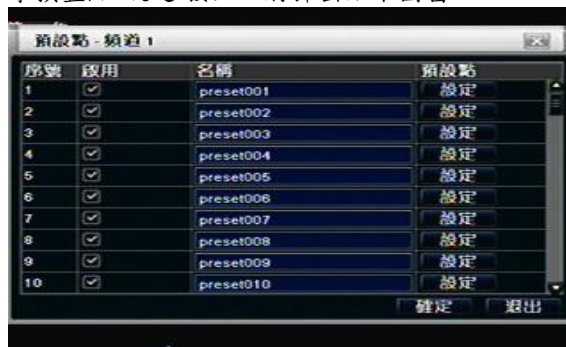 預設點 - 頻道 1
序號 啟用 名稱 預設點
1 preset001 設定
2 preset002 設定
3 preset003 設定
4 preset004 設定
5 preset005 設定
6 preset006 設定
7 preset007 設定
8 preset008 設定
9 preset009 設定
10 preset010 設定
確定 退出